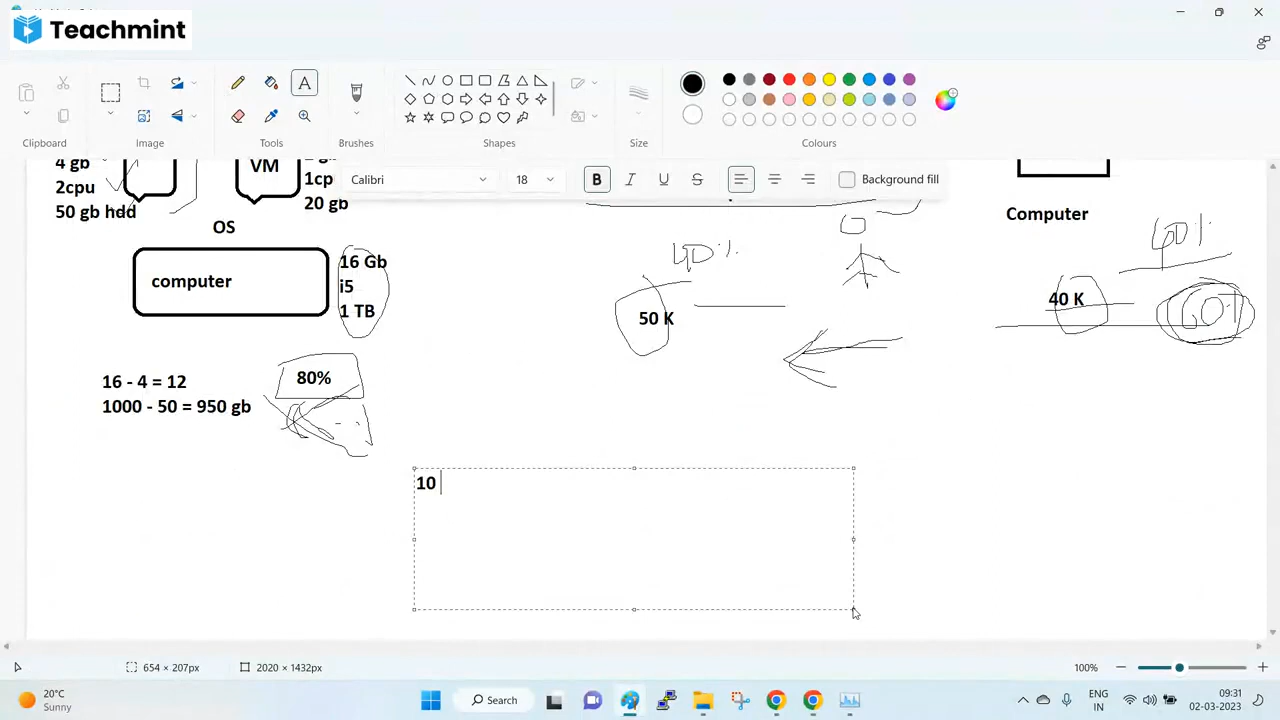 Teachmint
Clipboard
Image
Tools
Brushes
Shapes
Size
Colours
Calibri
18
B
Background fill
4 gb
2cpu
50 gb hdd
VM
1cp
20 gb
OS
computer
16 Gb
i5
1 TB
16 - 4 = 12
1000 - 50 = 950 gb
80%
40%
50 K
Computer
60%
40 K
10
654 × 207px
2020 × 1432px
100%
20°C
Sunny
Search
ENG
IN
09:31
02-03-2023